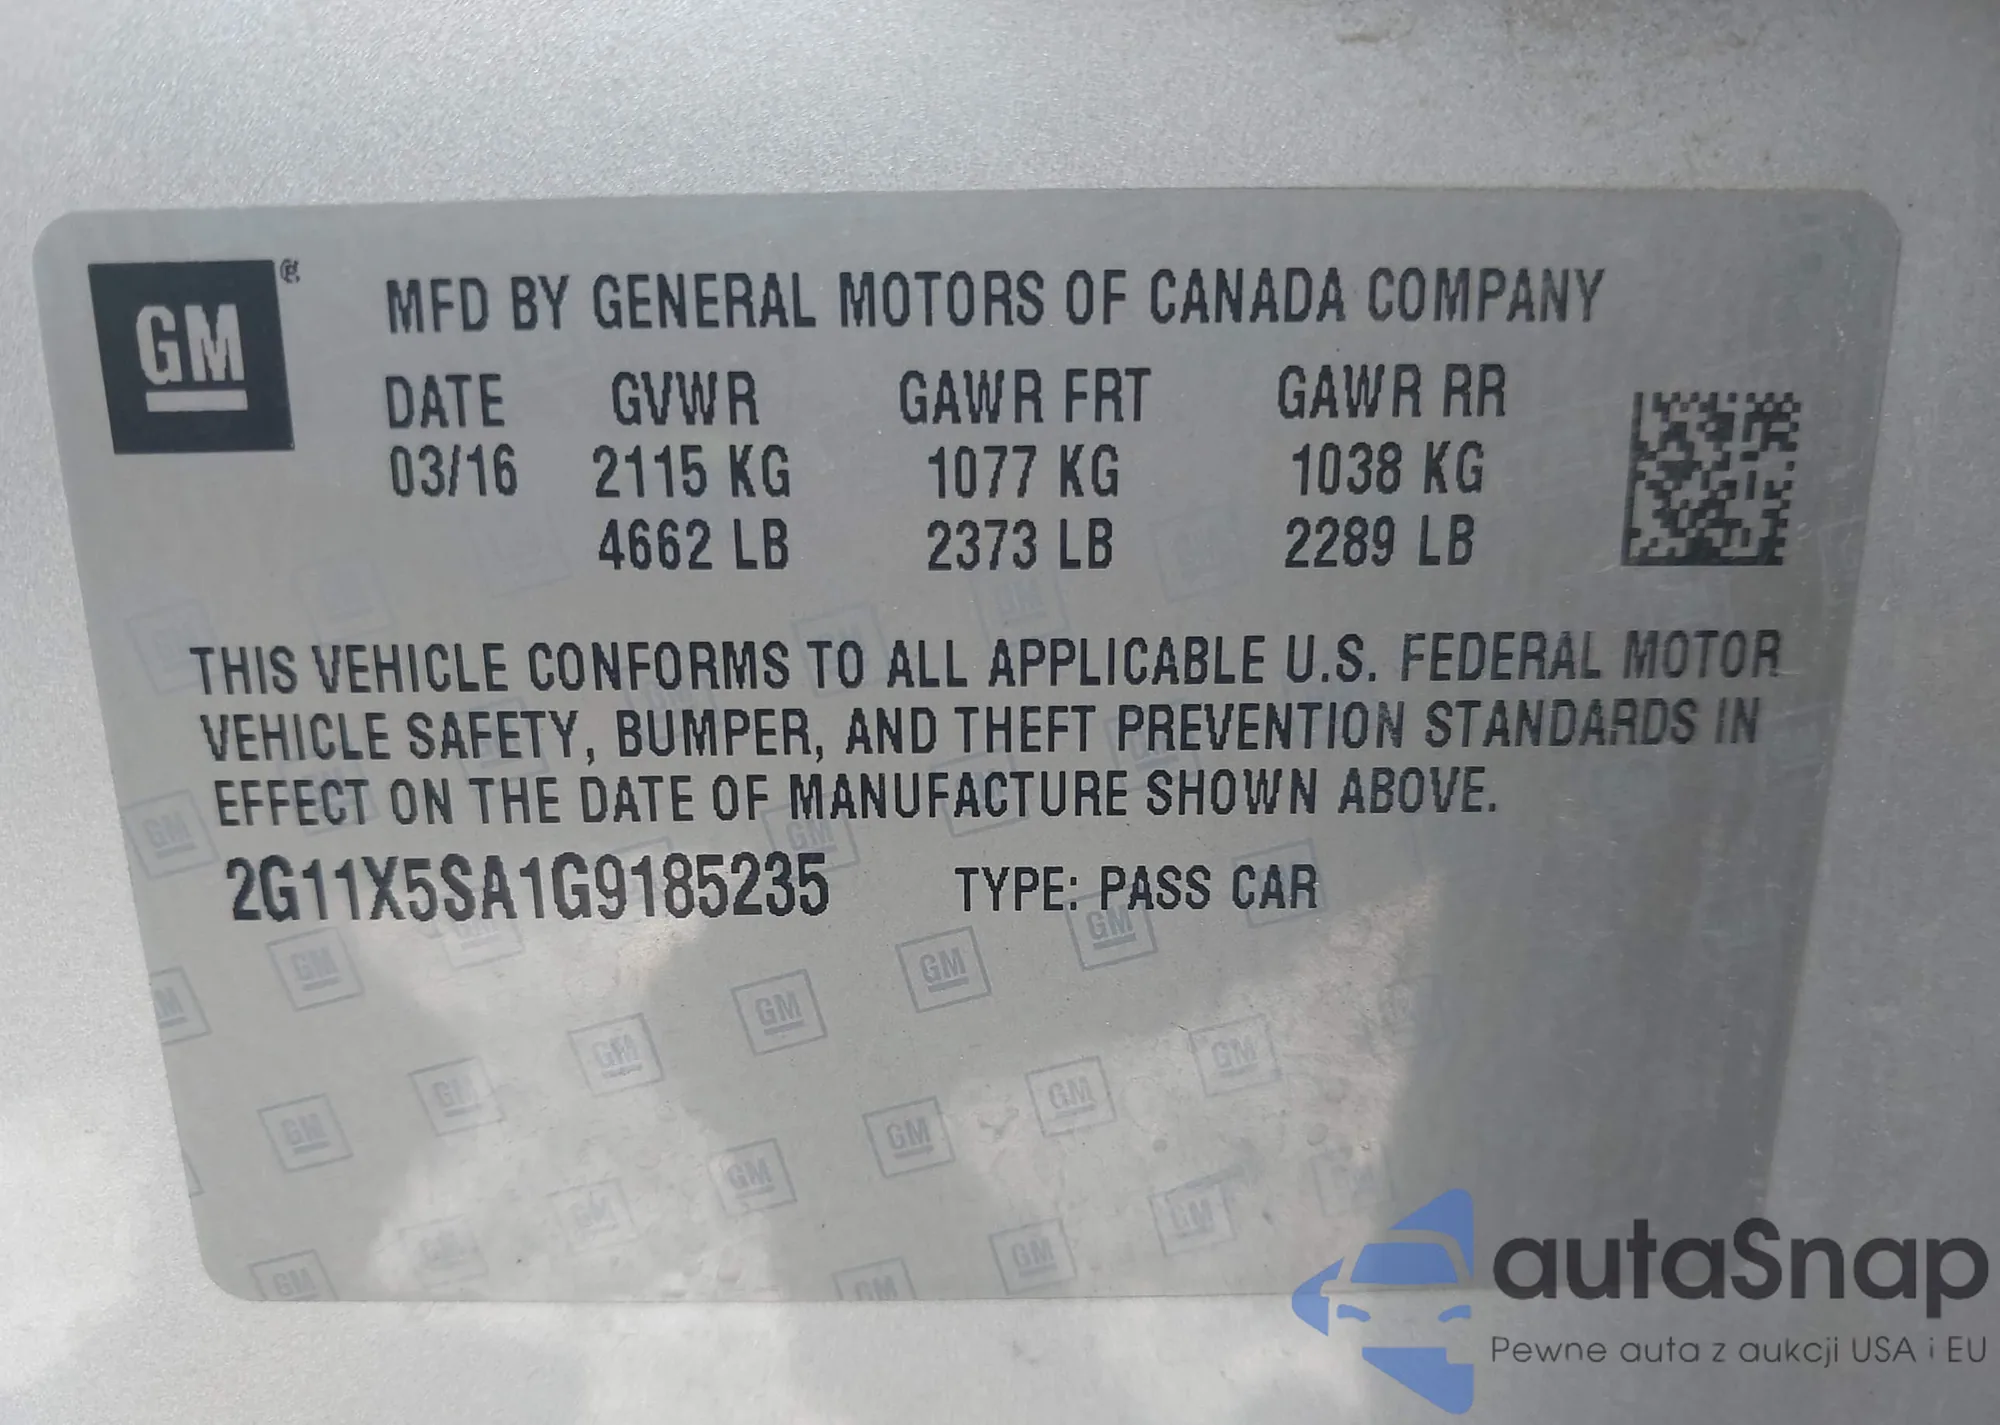 GM
MFD BY GENERAL MOTORS OF CANADA COMPANY
DATE GVWR GAWR FRT GAWR RR
03/16 2115 KG 1077 KG 1038 KG
4662 LB 2373 LB 2289 LB
THIS VEHICLE CONFORMS TO ALL APPLICABLE U.S. FEDERAL MOTOR
VEHICLE SAFETY, BUMPER, AND THEFT PREVENTION STANDARDS IN
EFFECT ON THE DATE OF MANUFACTURE SHOWN ABOVE.
2G11X5SA1G9185235 TYPE: PASS CAR
autaSnap
Pewne auta z aukcji USA i EU